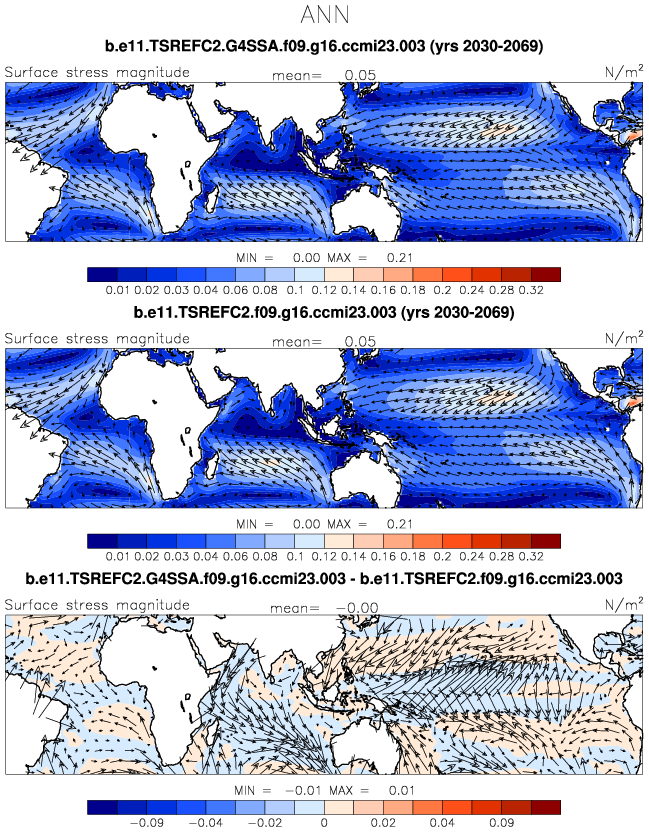 ANN
b.e11.TSREFC2.G4SSA.f09.g16.ccmi23.003 (yrs 2030-2069)
Surface stress magnitude mean= 0.05 N/m²
MIN = 0.00 MAX = 0.21
0.01 0.02 0.03 0.04 0.06 0.08 0.1 0.12 0.14 0.16 0.18 0.2 0.24 0.28 0.32
b.e11.TSREFC2.f09.g16.ccmi23.003 (yrs 2030-2069)
Surface stress magnitude mean= 0.05 N/m²
MIN = 0.00 MAX = 0.21
0.01 0.02 0.03 0.04 0.06 0.08 0.1 0.12 0.14 0.16 0.18 0.2 0.24 0.28 0.32
b.e11.TSREFC2.G4SSA.f09.g16.ccmi23.003 - b.e11.TSREFC2.f09.g16.ccmi23.003
Surface stress magnitude mean= −0.00 N/m²
MIN = −0.01 MAX = 0.01
−0.09 −0.04 −0.02 0 0.02 0.04 0.09